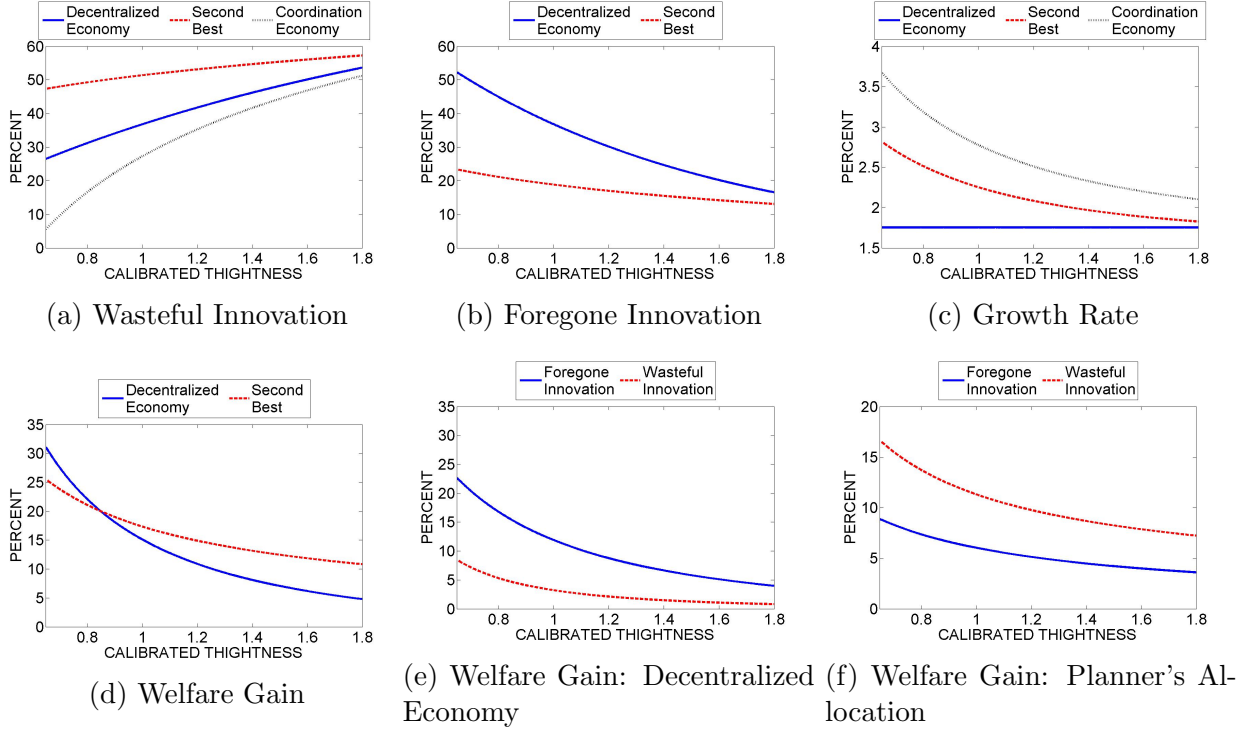 Decentralized Economy
Second Best
Coordination Economy
PERCENT
60
50
40
30
20
10
0
0.8 1 1.2 1.4 1.6 1.8
CALIBRATED THIGHTNESS
(a) Wasteful Innovation
Decentralized Economy
Second Best
PERCENT
60
50
40
30
20
10
0
0.8 1 1.2 1.4 1.6 1.8
CALIBRATED THIGHTNESS
(b) Foregone Innovation
Decentralized Economy
Second Best
Coordination Economy
PERCENT
4
3.5
3
2.5
2
1.5
0.8 1 1.2 1.4 1.6 1.8
CALIBRATED THIGHTNESS
(c) Growth Rate
Decentralized Economy
Second Best
PERCENT
35
30
25
20
15
10
5
0
0.8 1 1.2 1.4 1.6 1.8
CALIBRATED THIGHTNESS
(d) Welfare Gain
Foregone Innovation
Wasteful Innovation
PERCENT
35
30
25
20
15
10
5
0
0.8 1 1.2 1.4 1.6 1.8
CALIBRATED THIGHTNESS
(e) Welfare Gain: Decentralized
Economy
Foregone Innovation
Wasteful Innovation
PERCENT
20
15
10
5
0
0.8 1 1.2 1.4 1.6 1.8
CALIBRATED THIGHTNESS
(f) Welfare Gain: Planner's Al-
location